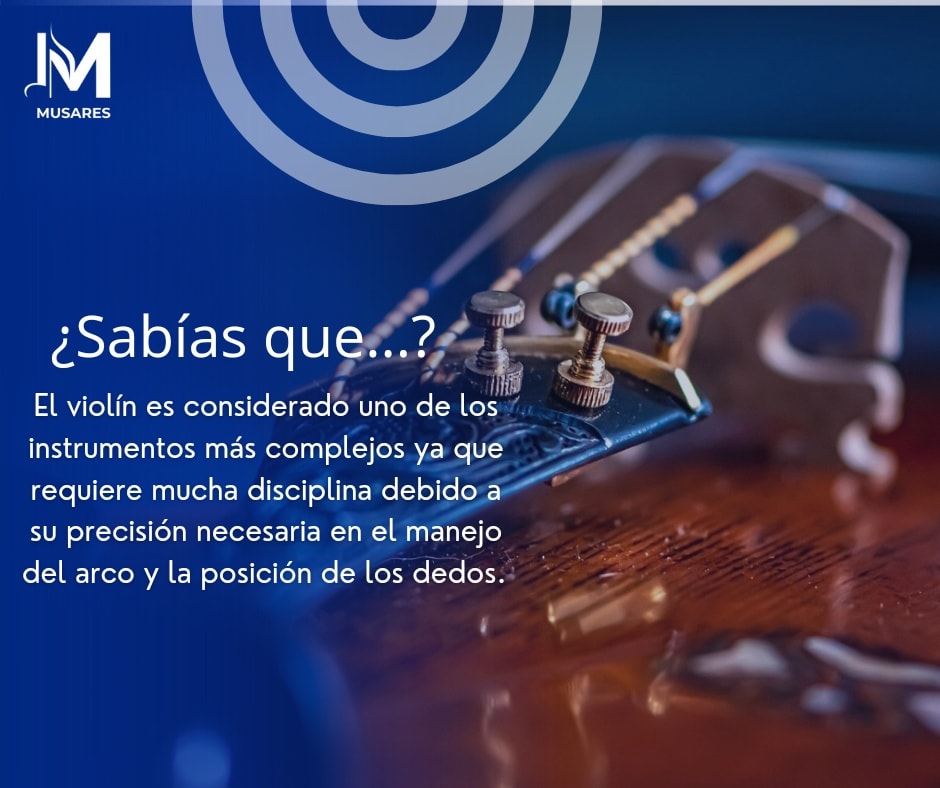 MUSARES
¿Sabías que...?
El violín es considerado uno de los
instrumentos más complejos ya que
requiere mucha disciplina debido a
su precisión necesaria en el manejo
del arco y la posición de los dedos.